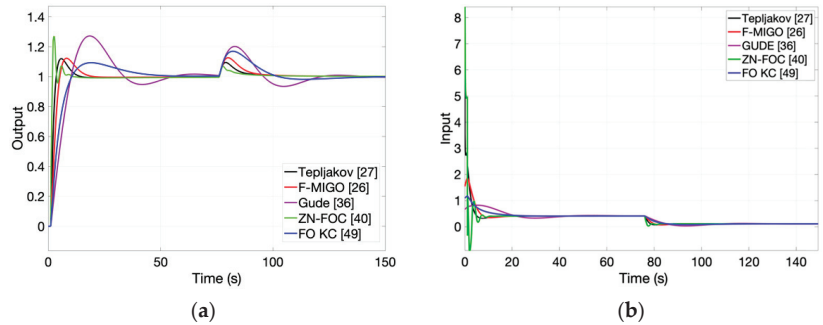 1.4
1.2
1
0.8
0.6
0.4
0.2
0
Output
0
50
100
150
Time (s)
Tepljakov [27]
F-MIGO [26]
Gude [36]
ZN-FOC [40]
FO KC [49]
(a)
8
7
6
5
4
3
2
1
0
Input
0
20
40
60
80
100
120
140
Time (s)
Tepljakov [27]
F-MIGO [26]
GUDE [36]
ZN-FOC [40]
FO KC [49]
(b)